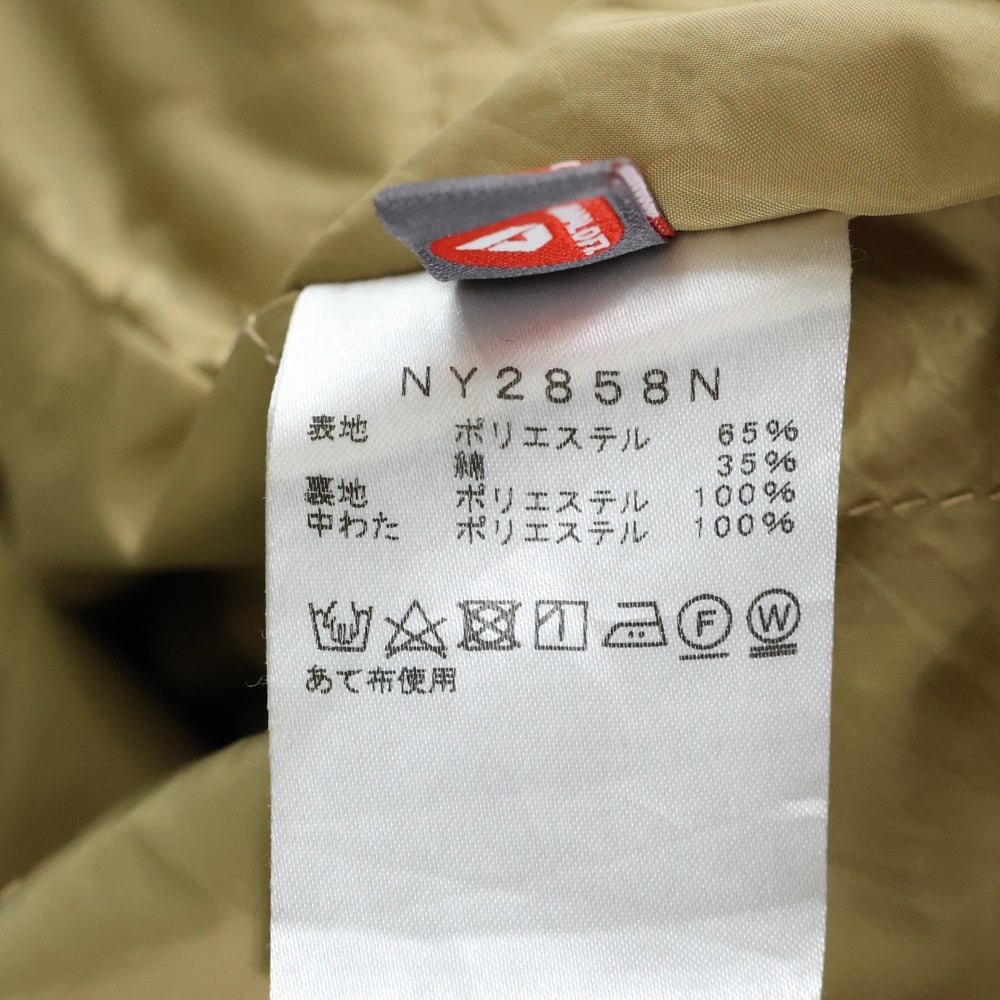 NY2858N
表地 ポリエステル 65%
綿 35%
裏地 ポリエステル 100%
中わた ポリエステル 100%
F W
あて布使用